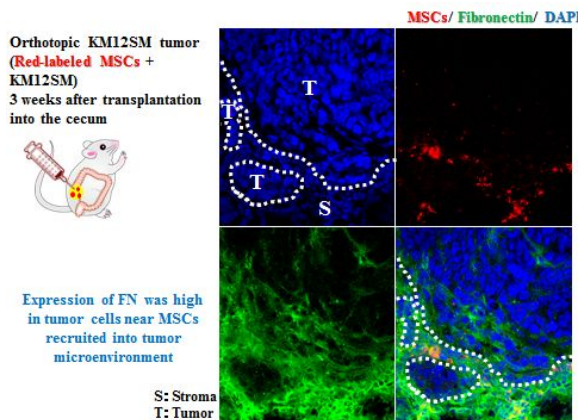 MSCs/ Fibronectin/ DAPI
Orthotopic KM12SM tumor
(Red-labeled MSCs +
KM12SM)
3 weeks after transplantation
into the cecum
T
T
T
S
Expression of FN was high
in tumor cells near MSCs
recruited into tumor
microenvironment
S: Stroma
T: Tumor